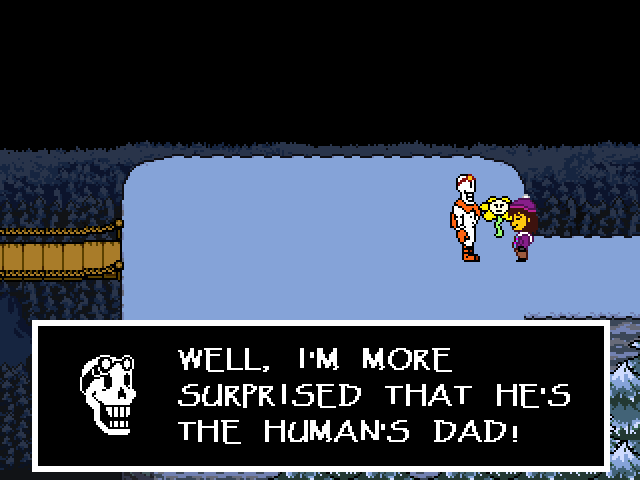 WELL, I'M MORE
SURPRISED THAT HE'S
THE HUMAN'S DAD!